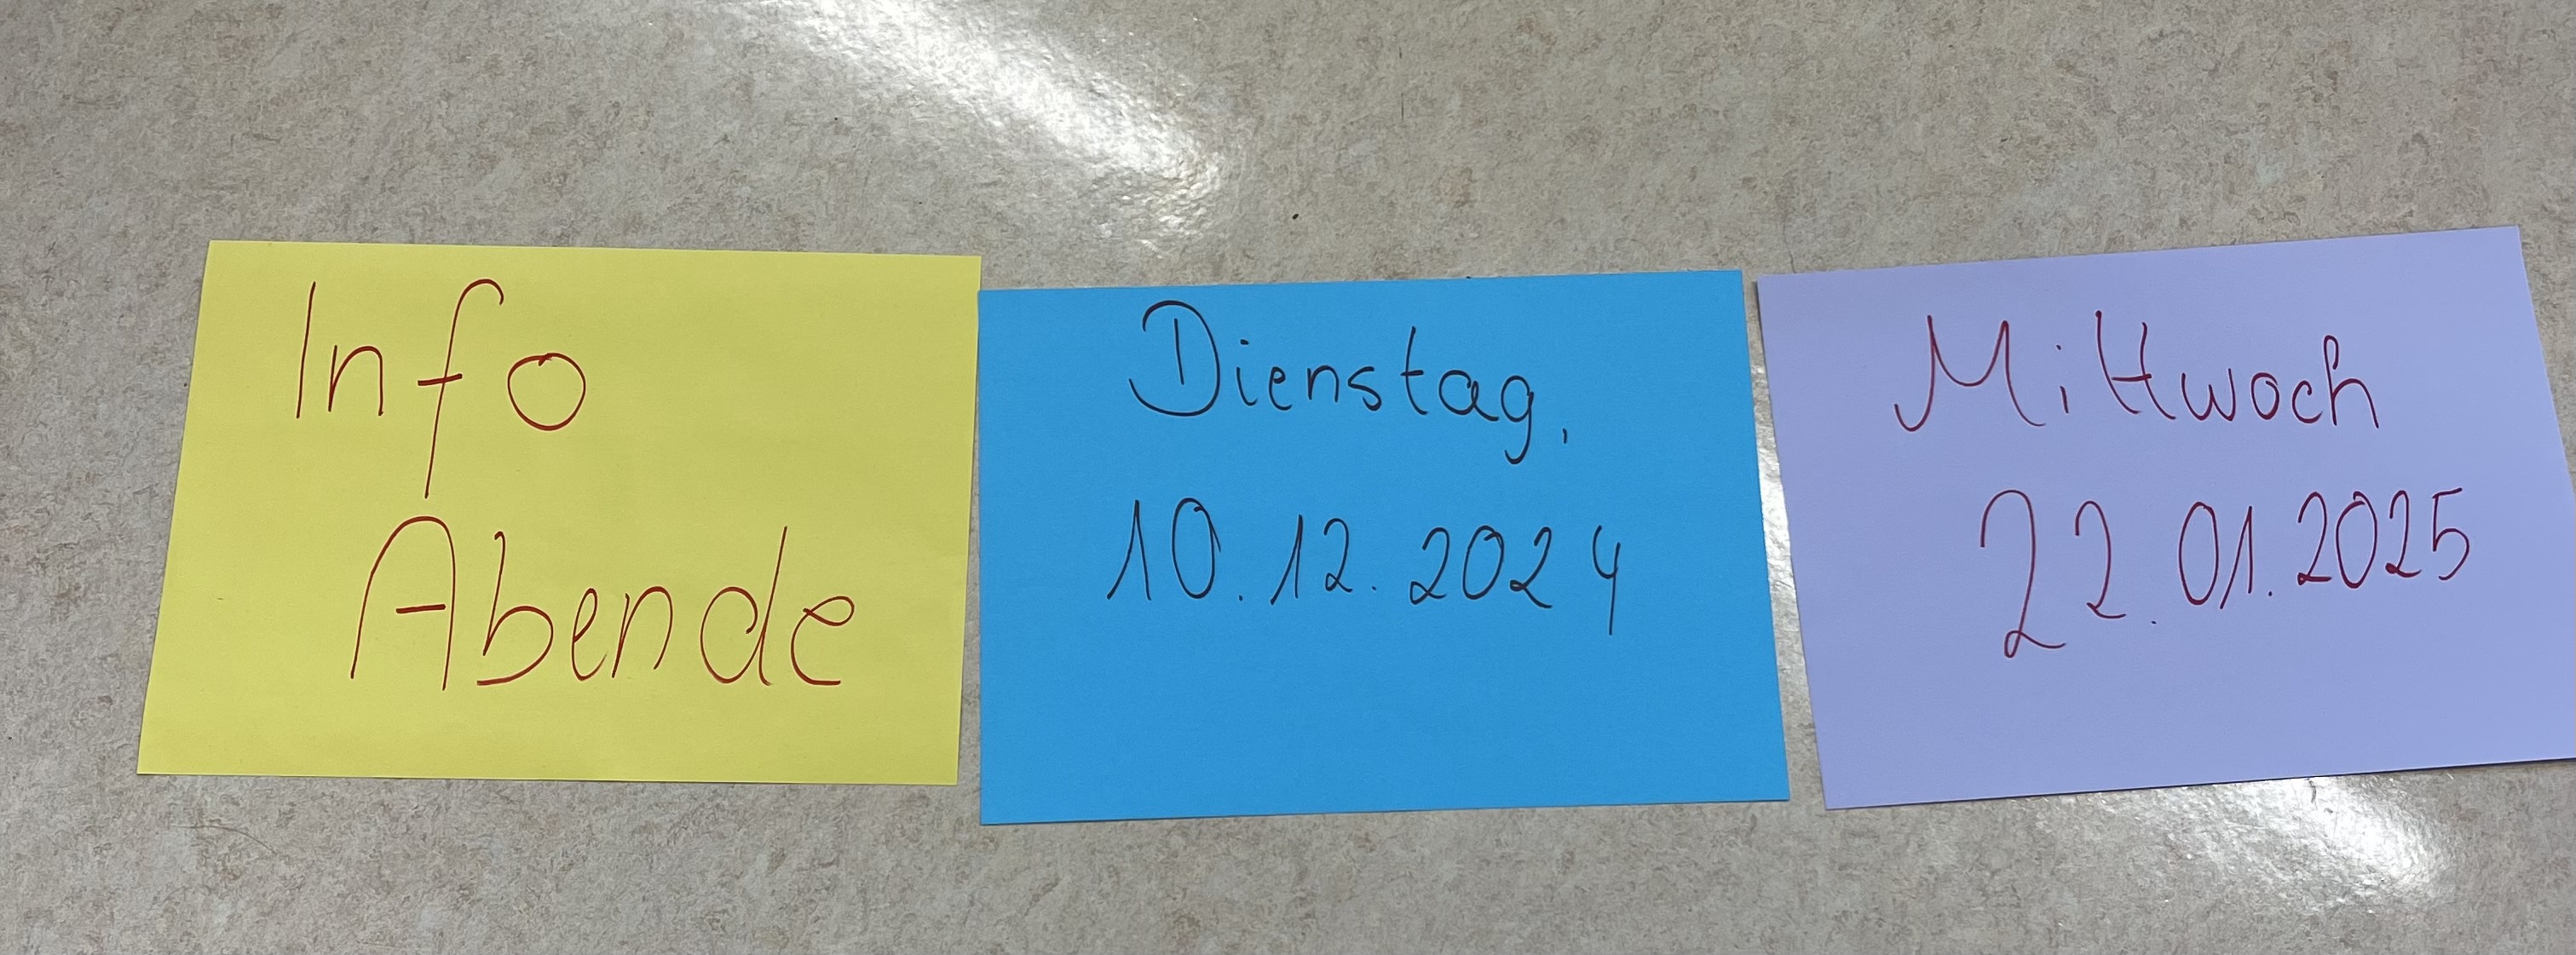 Info
Abende
Dienstag,
10.12.2024
Mittwoch
22.01.2025